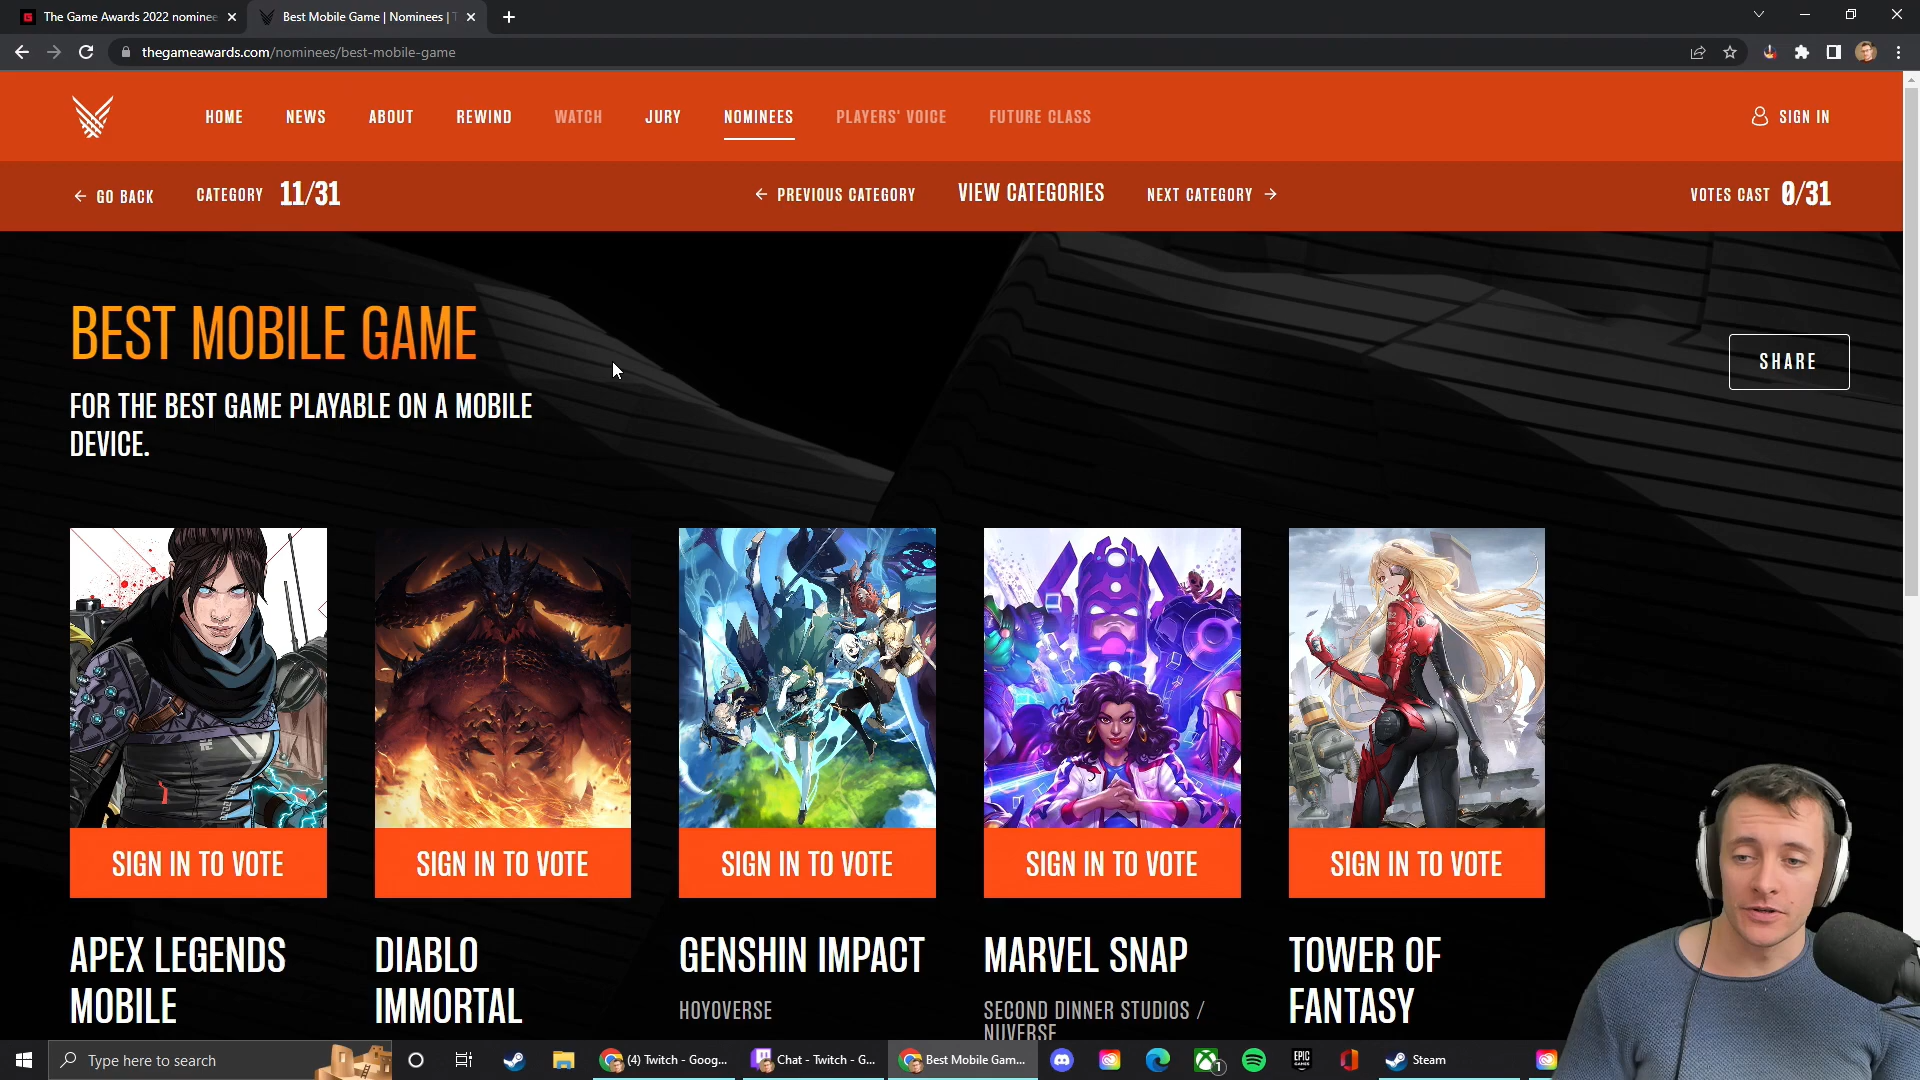 The Game Awards 2022 nominee
Best Mobile Game | Nominees | T
thegameawards.com/nominees/best-mobile-game
HOME NEWS ABOUT REWIND WATCH JURY NOMINEES PLAYERS' VOICE FUTURE CLASS SIGN IN
← GO BACK CATEGORY 11/31 ← PREVIOUS CATEGORY VIEW CATEGORIES NEXT CATEGORY → VOTES CAST 0/31
BEST MOBILE GAME
SHARE
FOR THE BEST GAME PLAYABLE ON A MOBILE
DEVICE.
SIGN IN TO VOTE SIGN IN TO VOTE SIGN IN TO VOTE SIGN IN TO VOTE SIGN IN TO VOTE
APEX LEGENDS
MOBILE
DIABLO
IMMORTAL
GENSHIN IMPACT
HOYOVERSE
MARVEL SNAP
SECOND DINNER STUDIOS /
NUVERSE
TOWER OF
FANTASY
Type here to search
(4) Twitch - Goog...
Chat - Twitch - G...
Best Mobile Gam...
1
EPIC
GAMES
Steam